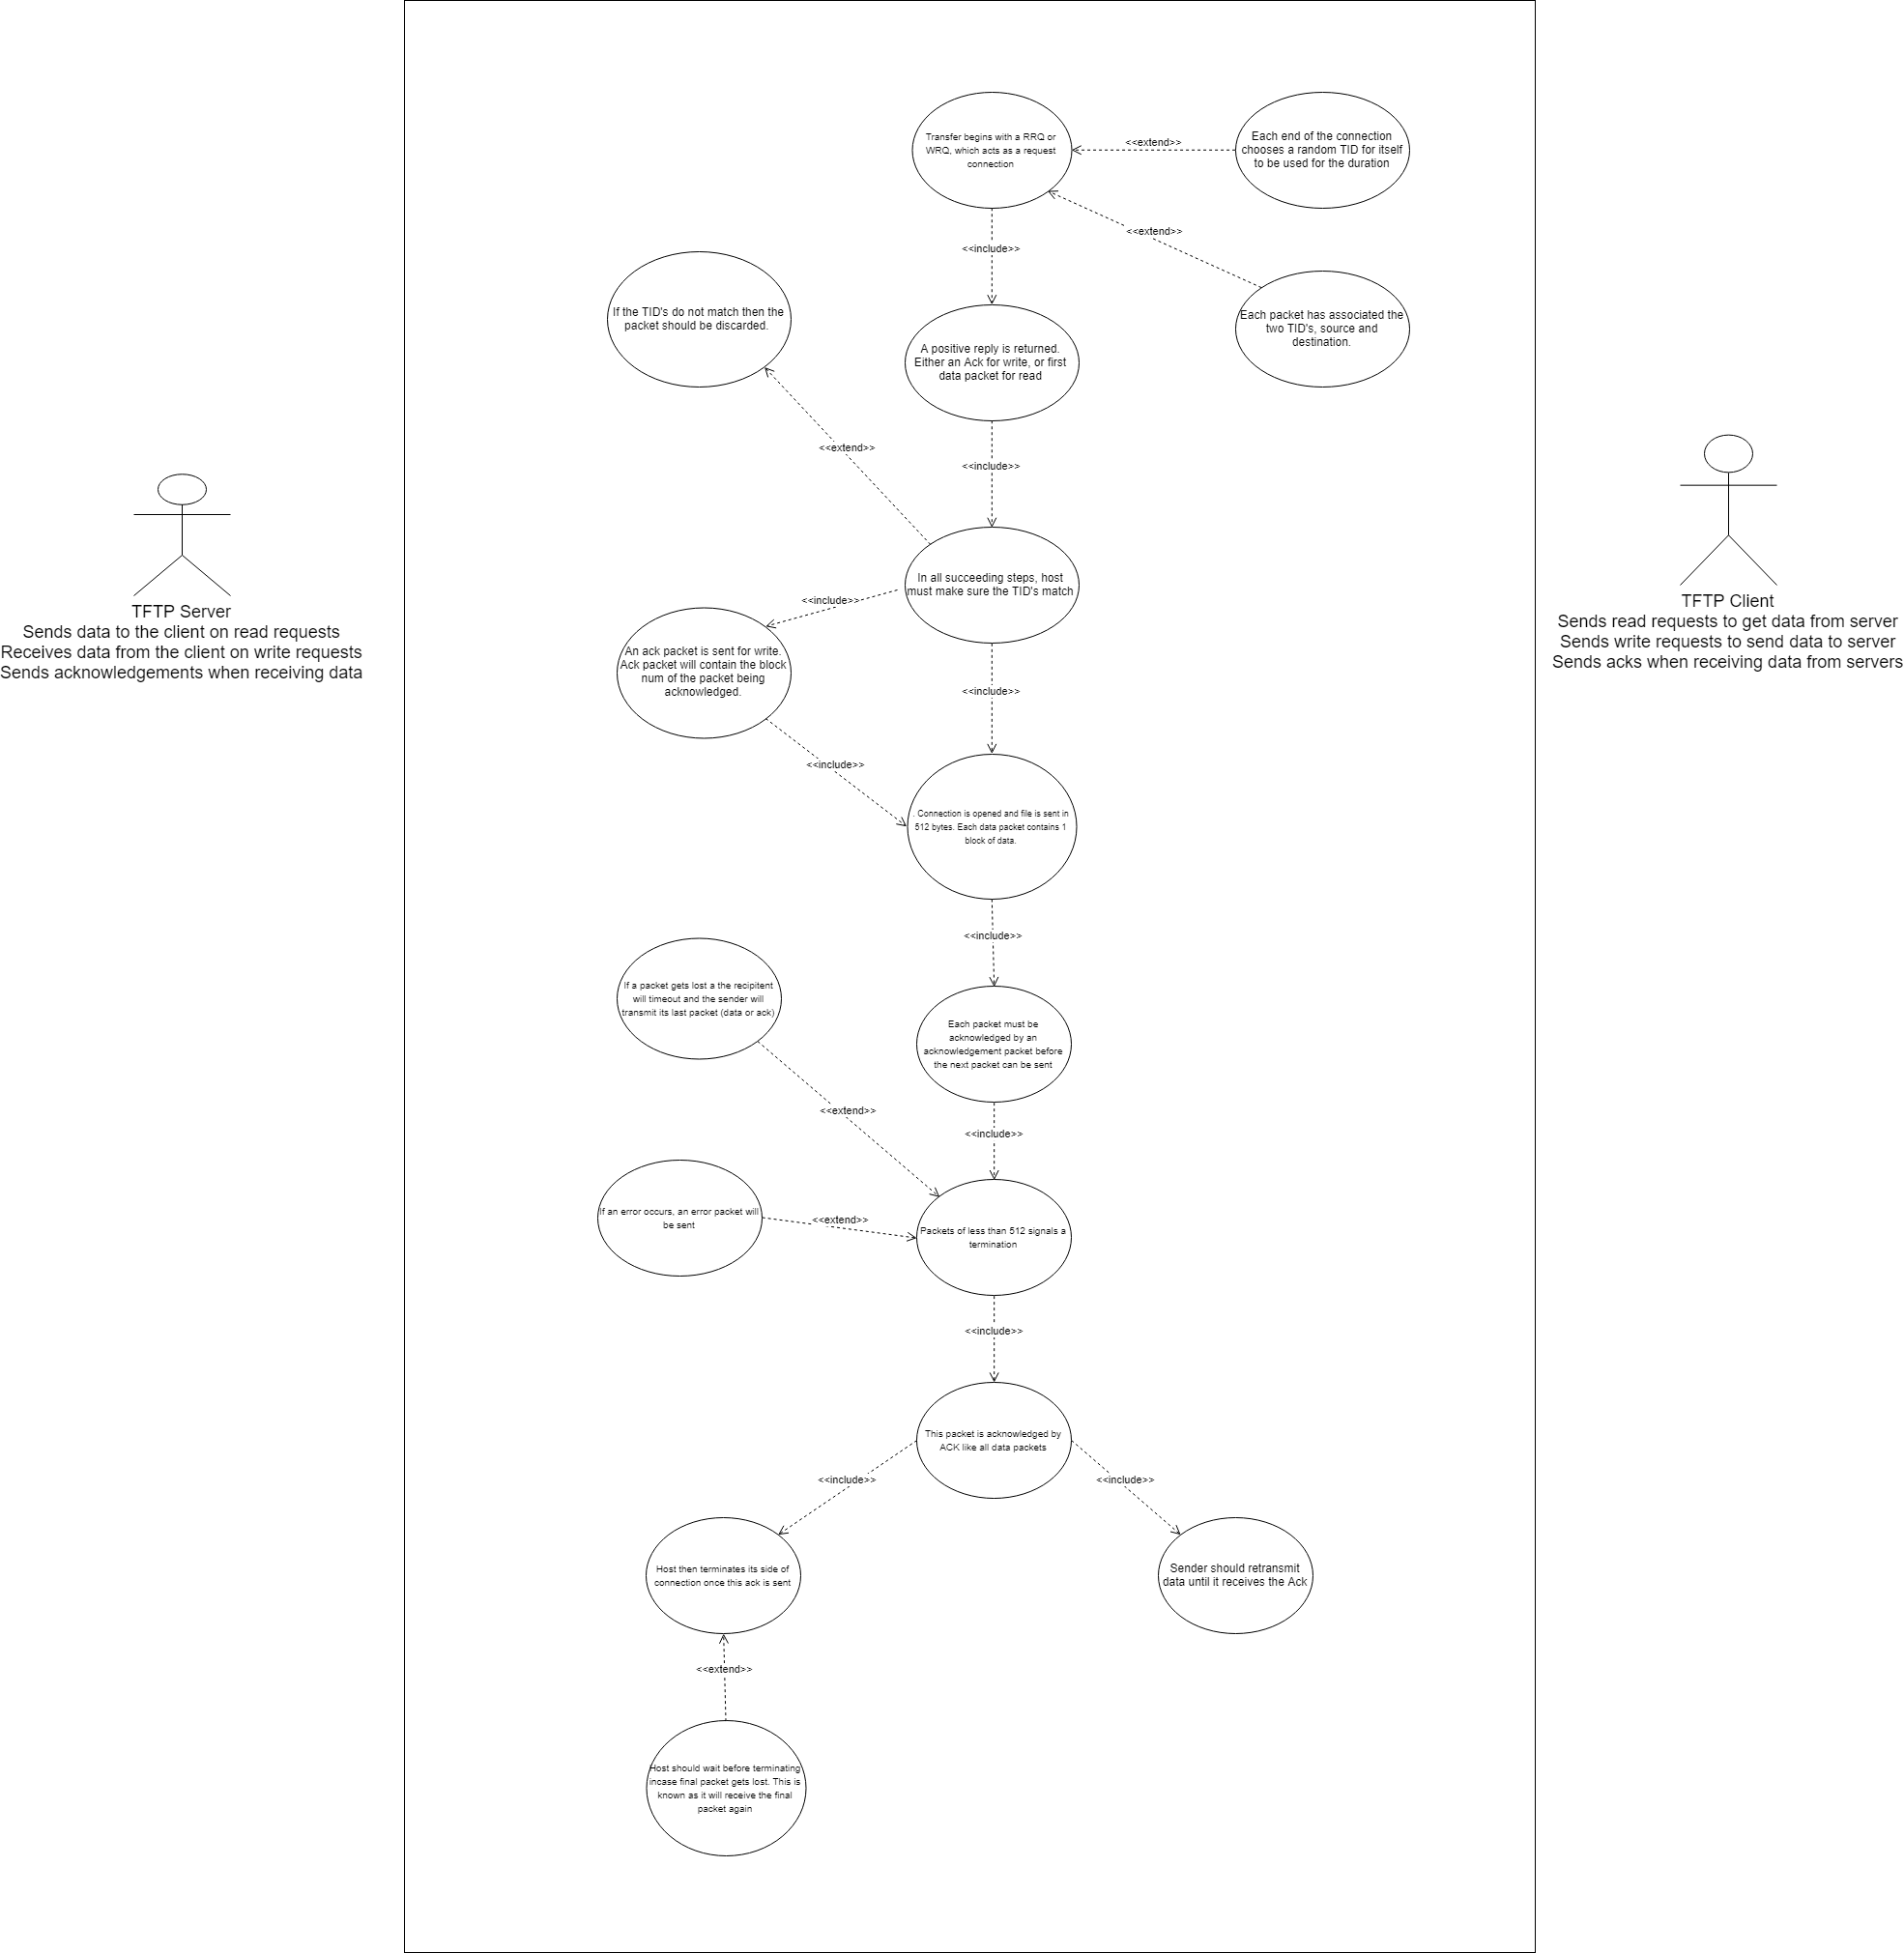 Transfer begins with a RRQ or
WRQ, which acts as a request
connection
<<extend>>
Each end of the connection
chooses a random TID for itself
to be used for the duration
<<extend>>
<<include>>
If the TID's do not match then the
packet should be discarded.
Each packet has associated the
two TID's, source and
destination.
A positive reply is returned.
Either an Ack for write, or first
data packet for read
<<extend>>
<<include>>
TFTP Server
Sends data to the client on read requests
Receives data from the client on write requests
Sends acknowledgements when receiving data
TFTP Client
Sends read requests to get data from server
Sends write requests to send data to server
Sends acks when receiving data from servers
In all succeeding steps, host
must make sure the TID's match
<<include>>
An ack packet is sent for write.
Ack packet will contain the block
num of the packet being
acknowledged.
<<include>>
<<include>>
. Connection is opened and file is sent in
512 bytes. Each data packet contains 1
block of data.
<<include>>
If a packet gets lost a the recipitent
will timeout and the sender will
transmit its last packet (data or ack)
Each packet must be
acknowledged by an
acknowledgement packet before
the next packet can be sent
<<extend>>
<<include>>
If an error occurs, an error packet will
be sent
<<extend>>
Packets of less than 512 signals a
termination
<<include>>
This packet is acknowledged by
ACK like all data packets
<<include>>
<<include>>
Host then terminates its side of
connection once this ack is sent
Sender should retransmit
data until it receives the Ack
<<extend>>
Host should wait before terminating
incase final packet gets lost. This is
known as it will receive the final
packet again